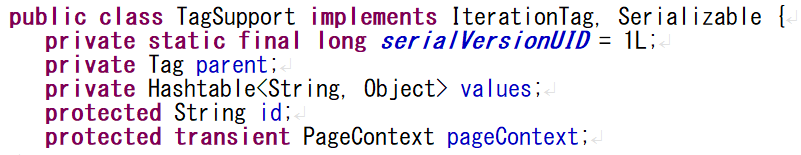 public class TagSupport implements IterationTag, Serializable {
private static final long serialVersionUID = 1L;
private Tag parent;
private Hashtable<String, Object> values;
protected String id;
protected transient PageContext pageContext;